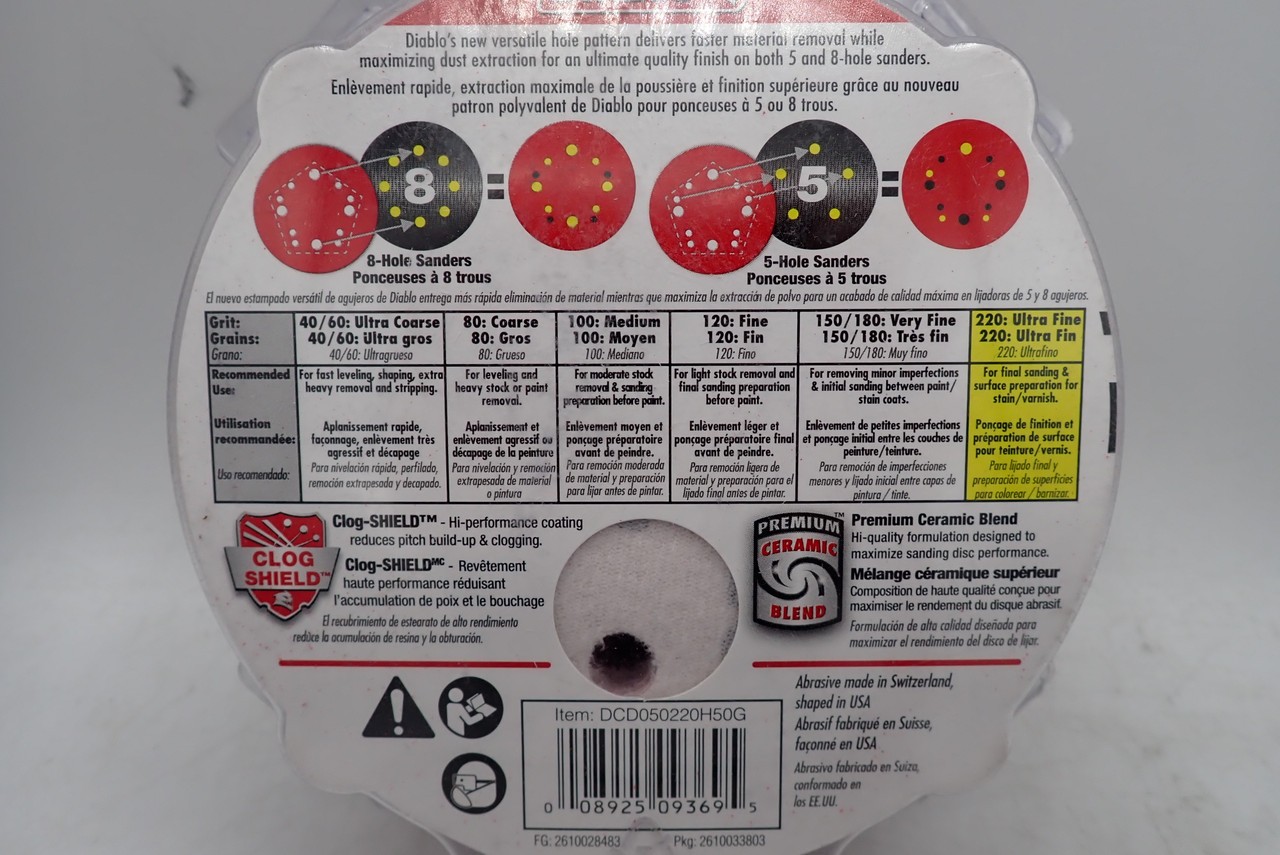 Diablo's new versatile hole pattern delivers faster material removal while
maximizing dust extraction for an ultimate quality finish on both 5 and 8-hole sanders.
Enlèvement rapide, extraction maximale de la poussière et finition supérieure grâce au nouveau
patron polyvalent de Diablo pour ponceuses à 5 ou 8 trous.
8
=
5
=
8-Hole Sanders
Ponceuses à 8 trous
5-Hole Sanders
Ponceuses à 5 trous
El nuevo estampado versátil de agujeros de Diablo entrega más rápida eliminación de material mientras que maximiza la extracción de polvo para un acabado de calidad máxima en lijadoras de 5 y 8 agujeros.
Grit:
Grains:
Grano:
40/60: Ultra Coarse
40/60: Ultra gros
40/60: Ultragrueso
80: Coarse
80: Gros
80: Grueso
100: Medium
100: Moyen
100: Mediano
120: Fine
120: Fin
120: Fino
150/180: Very Fine
150/180: Très fin
150/180: Muy fino
220: Ultra Fine
220: Ultra Fin
220: Ultrafino
Recommended
Use:
For fast leveling, shaping, extra
heavy removal and stripping.
For leveling and
heavy stock or paint
removal.
For moderate stock
removal & sanding
preparation before paint.
For light stock removal and
final sanding preparation
before paint.
For removing minor imperfections
& initial sanding between paint/
stain coats.
For final sanding &
surface preparation for
stain/varnish.
Utilisation
recommandée:
Aplanissement rapide,
façonnage, enlèvement très
agressif et décapage
Aplanissement et
enlèvement agressif ou
décapage de la peinture
Enlèvement moyen et
ponçage préparatoire
avant de peindre.
Enlèvement léger et
ponçage préparatoire final
avant de peindre.
Enlèvement de petites imperfections
et ponçage initial entre les couches de
peinture/teinture.
Ponçage de finition et
préparation de surface
pour teinture/vernis.
Uso recomendado:
Para nivelación rápida, perfilado,
remoción extrapesada y decapado.
Para nivelación y remoción
extrapesada de material
o pintura
Para remoción moderada
de material y preparación
para lijar antes de pintar.
Para remoción ligera de
material y preparación para el
lijado final antes de pintar.
Para remoción de imperfecciones
menores y lijado inicial entre capas de
pintura / tinte.
Para lijado final y
preparación de superficies
para colorear / barnizar.
CLOG
SHIELD™
Clog-SHIELD™ - Hi-performance coating
reduces pitch build-up & clogging.
Clog-SHIELDᴹᶜ - Revêtement
haute performance réduisant
l'accumulation de poix et le bouchage
El recubrimiento de estearato de alto rendimiento
redúce la acumulación de resina y la obturación.
PREMIUM™
CERAMIC
BLEND
Premium Ceramic Blend
Hi-quality formulation designed to
maximize sanding disc performance.
Mélange céramique supérieur
Composition de haute qualité conçue pour
maximiser le rendement du disque abrasif.
Formulación de alta calidad diseñada para
maximizar el rendimiento del disco de lijar.
Abrasive made in Switzerland,
shaped in USA
Abrasif fabriqué en Suisse,
façonné en USA
Abrasivo fabricado en Suiza,
conformado en
los EE.UU.
Item: DCD050220H50G
0 08925 09369 5
FG: 2610028483
Pkg: 2610033803